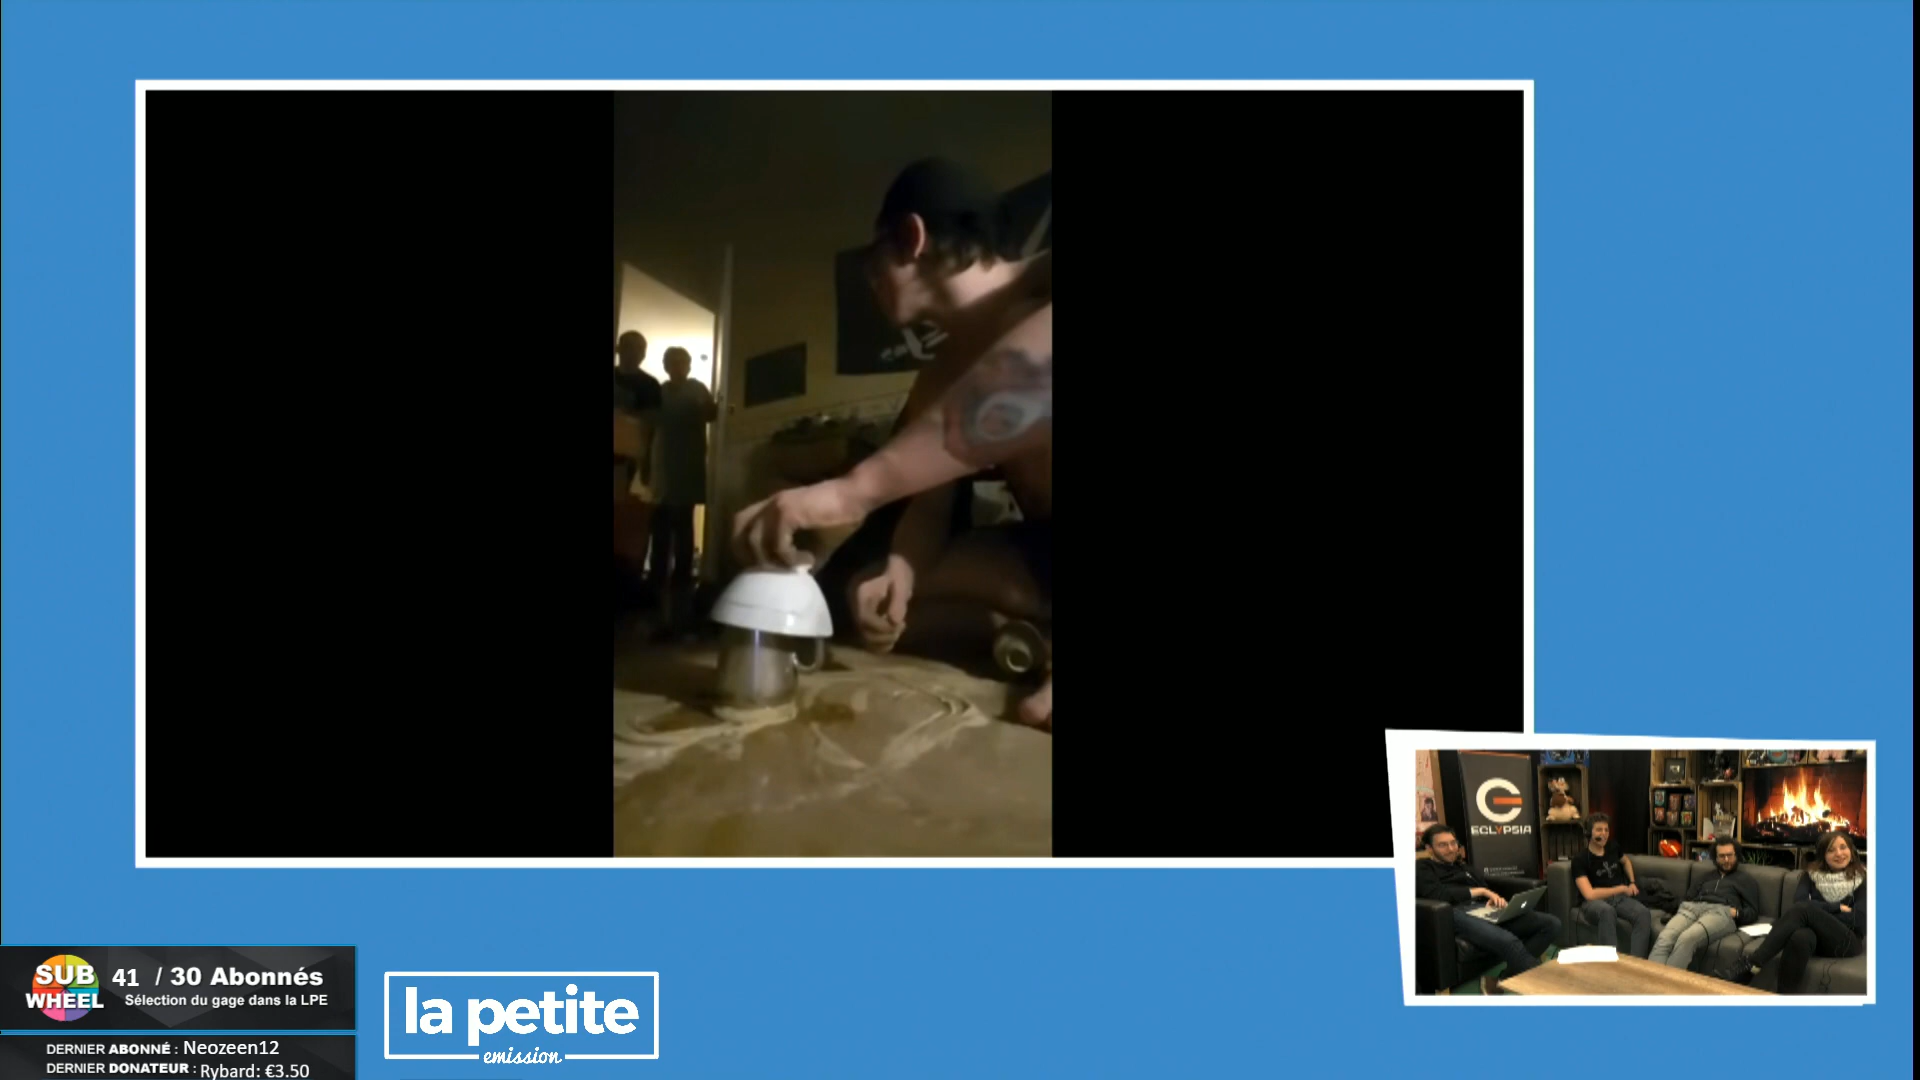 ECLYPSIA
SUB
WHEEL
41 / 30 Abonnés
Sélection du gage dans la LPE
DERNIER ABONNÉ : Neozeen12
DERNIER DONATEUR : Rybard: €3.50
la petite
emission